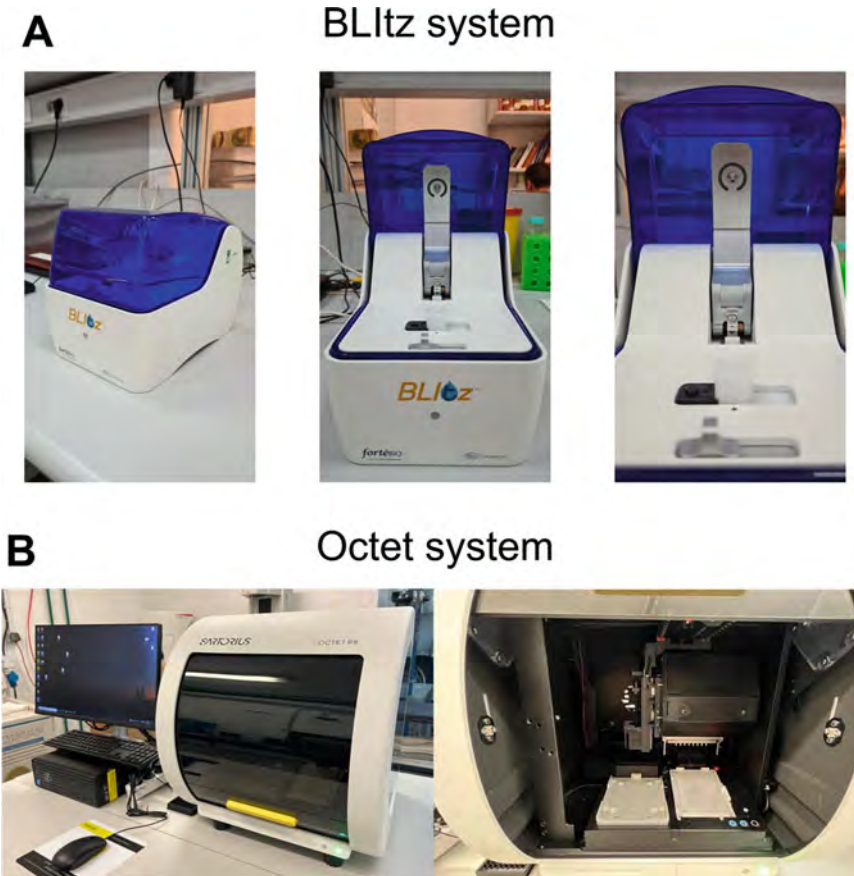 A
BLItz system
BLItz
BLItz
fortéBIO
B
Octet system
SARTORIUS
OCTET R8